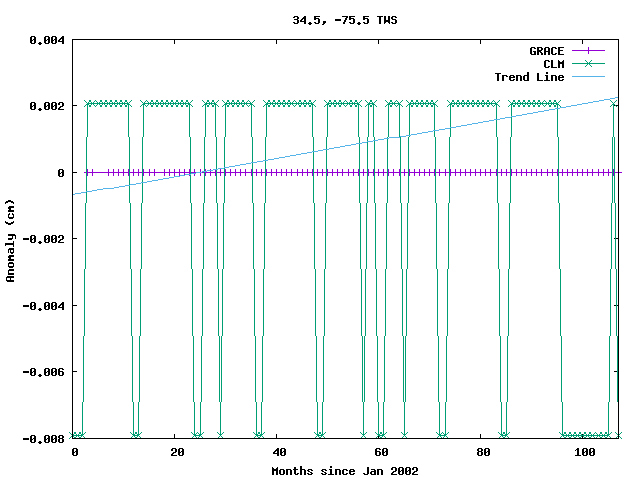 34.5, -75.5 TWS
0.004
GRACE
CLM
Trend Line
0.002
0
-0.002
-0.004
-0.006
-0.008
Anomaly (cm)
0 20 40 60 80 100
Months since Jan 2002